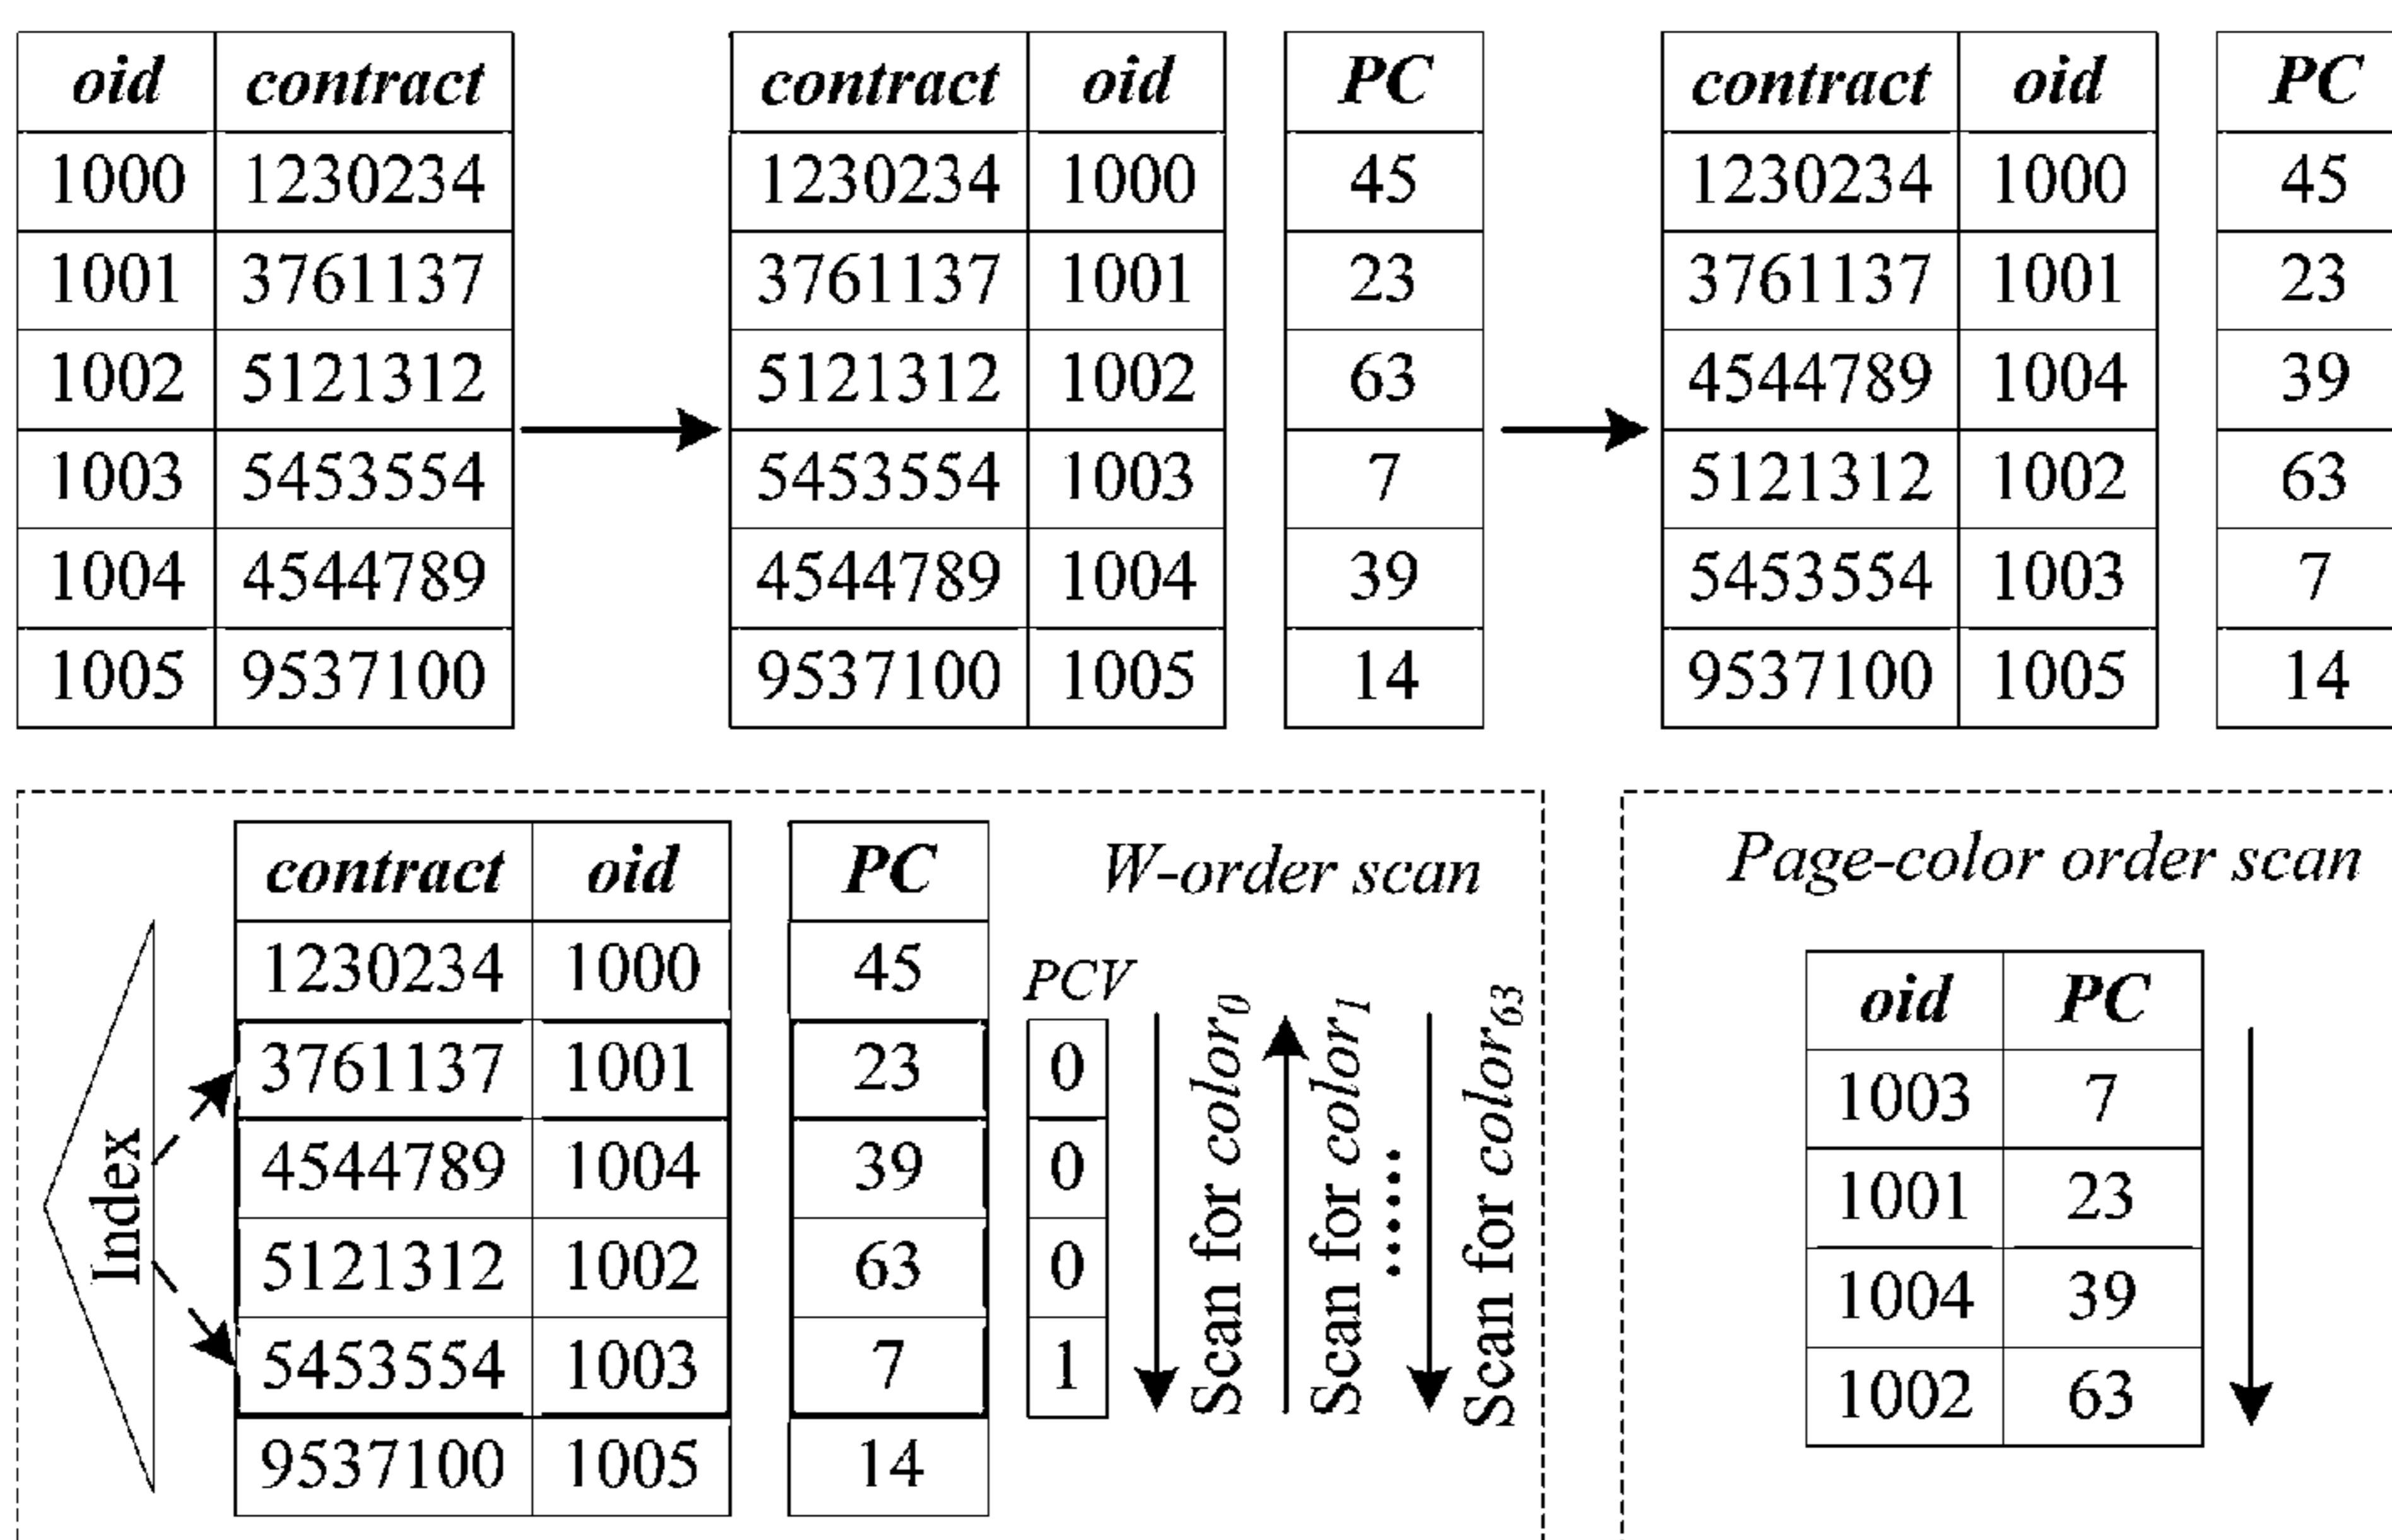 oid contract contract oid PC contract oid PC
1000 1230234 1230234 1000 45 1230234 1000 45
1001 3761137 3761137 1001 23 3761137 1001 23
1002 5121312 5121312 1002 63 4544789 1004 39
1003 5453554 5453554 1003 7 5121312 1002 63
1004 4544789 4544789 1004 39 5453554 1003 7
1005 9537100 9537100 1005 14 9537100 1005 14
contract oid PC W-order scan
1230234 1000 45 PCV
3761137 1001 23 0
4544789 1004 39 0
5121312 1002 63 0
5453554 1003 7 1
9537100 1005 14
Index
Scan for color0
Scan for color1
......
Scan for color63
Page-color order scan
oid PC
1003 7
1001 23
1004 39
1002 63